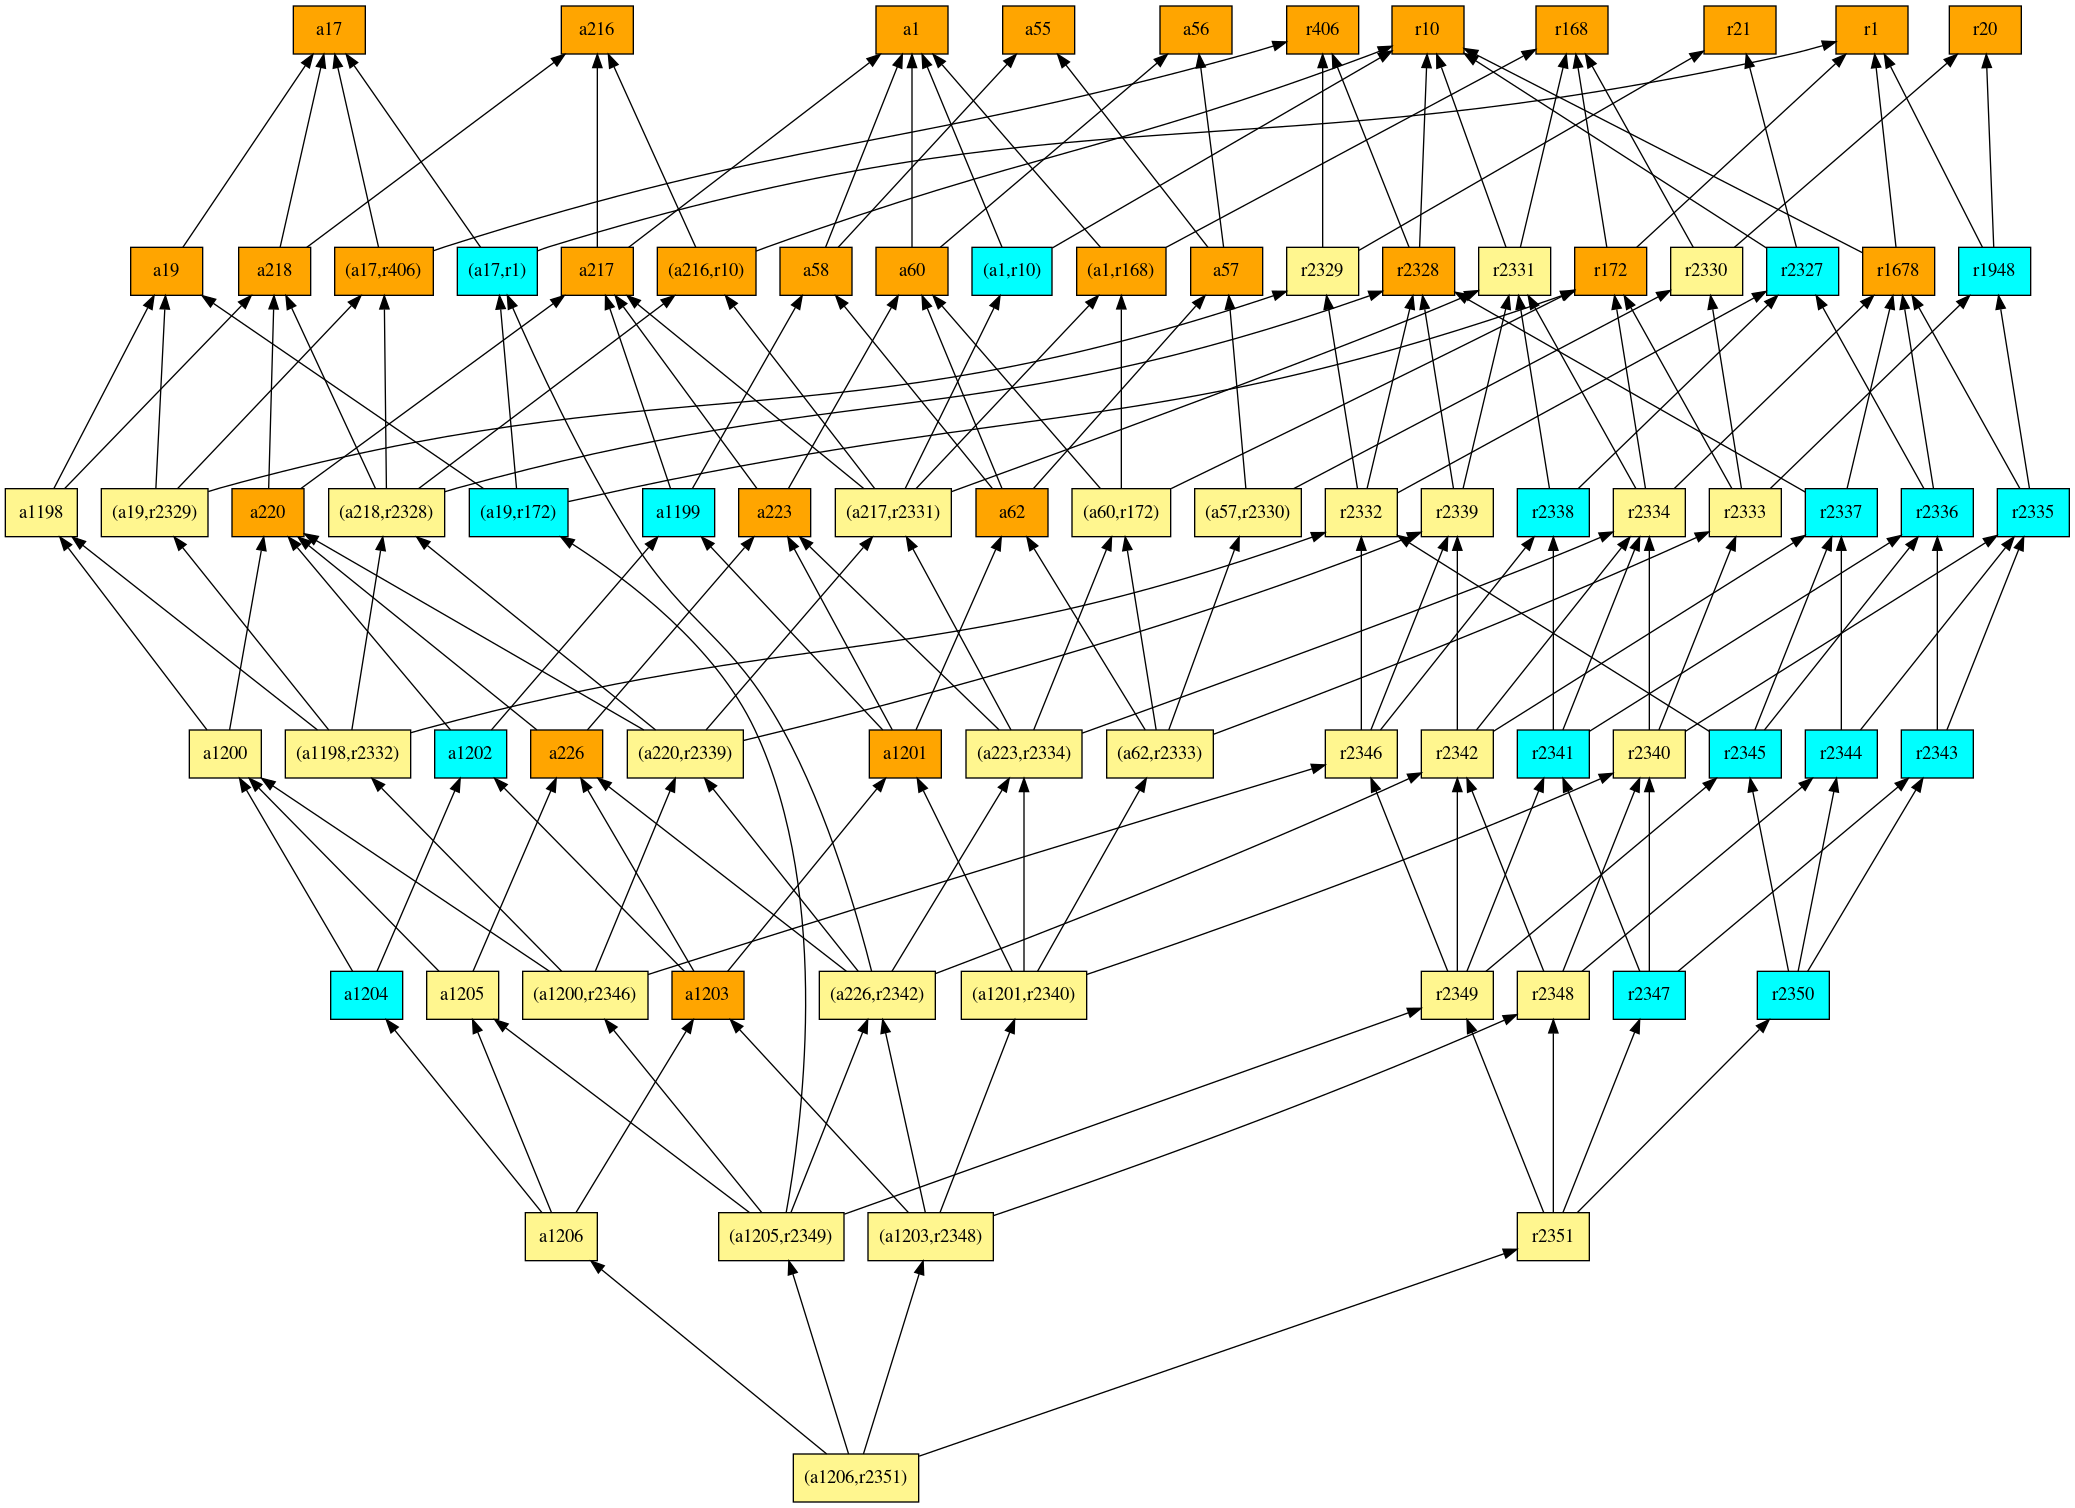 a17
a216
a1
a55
a56
r406
r10
r168
r21
r1
r20
a19
a218
(a17,r406)
(a17,r1)
a217
(a216,r10)
a58
a60
(a1,r10)
(a1,r168)
a57
r2329
r2328
r2331
r172
r2330
r2327
r1678
r1948
a1198
(a19,r2329)
a220
(a218,r2328)
(a19,r172)
a1199
a223
(a217,r2331)
a62
(a60,r172)
(a57,r2330)
r2332
r2339
r2338
r2334
r2333
r2337
r2336
r2335
a1200
(a1198,r2332)
a1202
a226
(a220,r2339)
a1201
(a223,r2334)
(a62,r2333)
r2346
r2342
r2341
r2340
r2345
r2344
r2343
a1204
a1205
(a1200,r2346)
a1203
(a226,r2342)
(a1201,r2340)
r2349
r2348
r2347
r2350
a1206
(a1205,r2349)
(a1203,r2348)
r2351
(a1206,r2351)